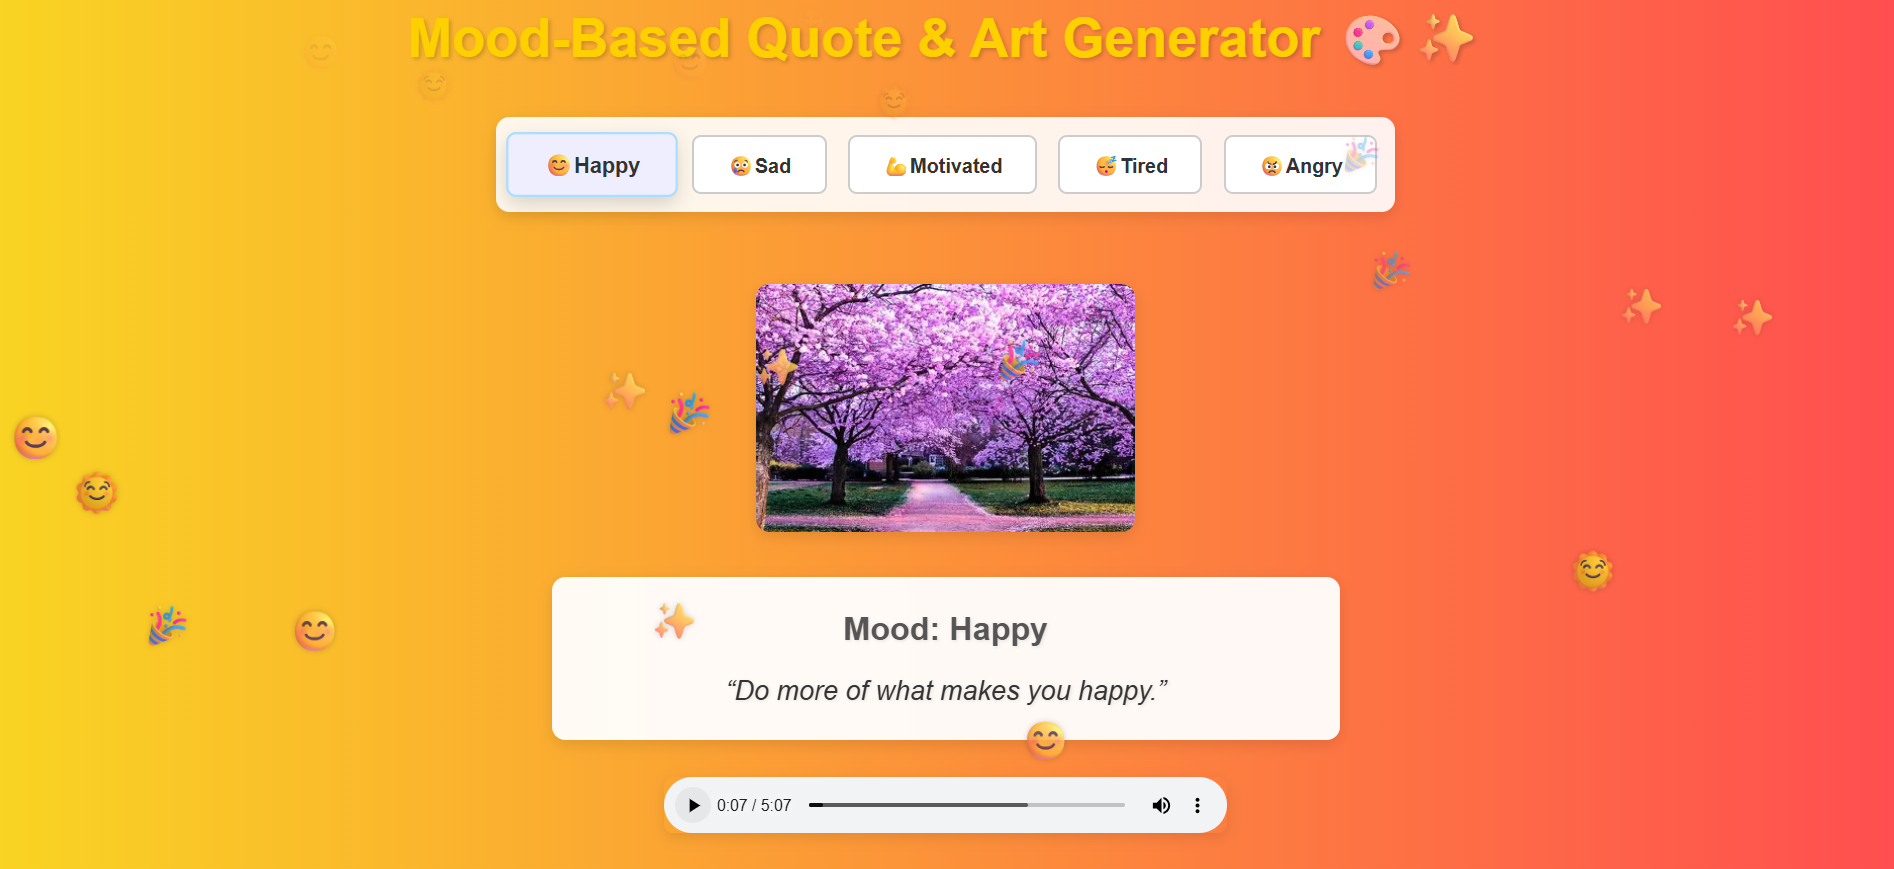 Mood-Based Quote & Art Generator 🎨 ✨
😊 Happy
😢 Sad
💪 Motivated
😴 Tired
😡 Angry
Mood: Happy
“Do more of what makes you happy.”
0:07 / 5:07